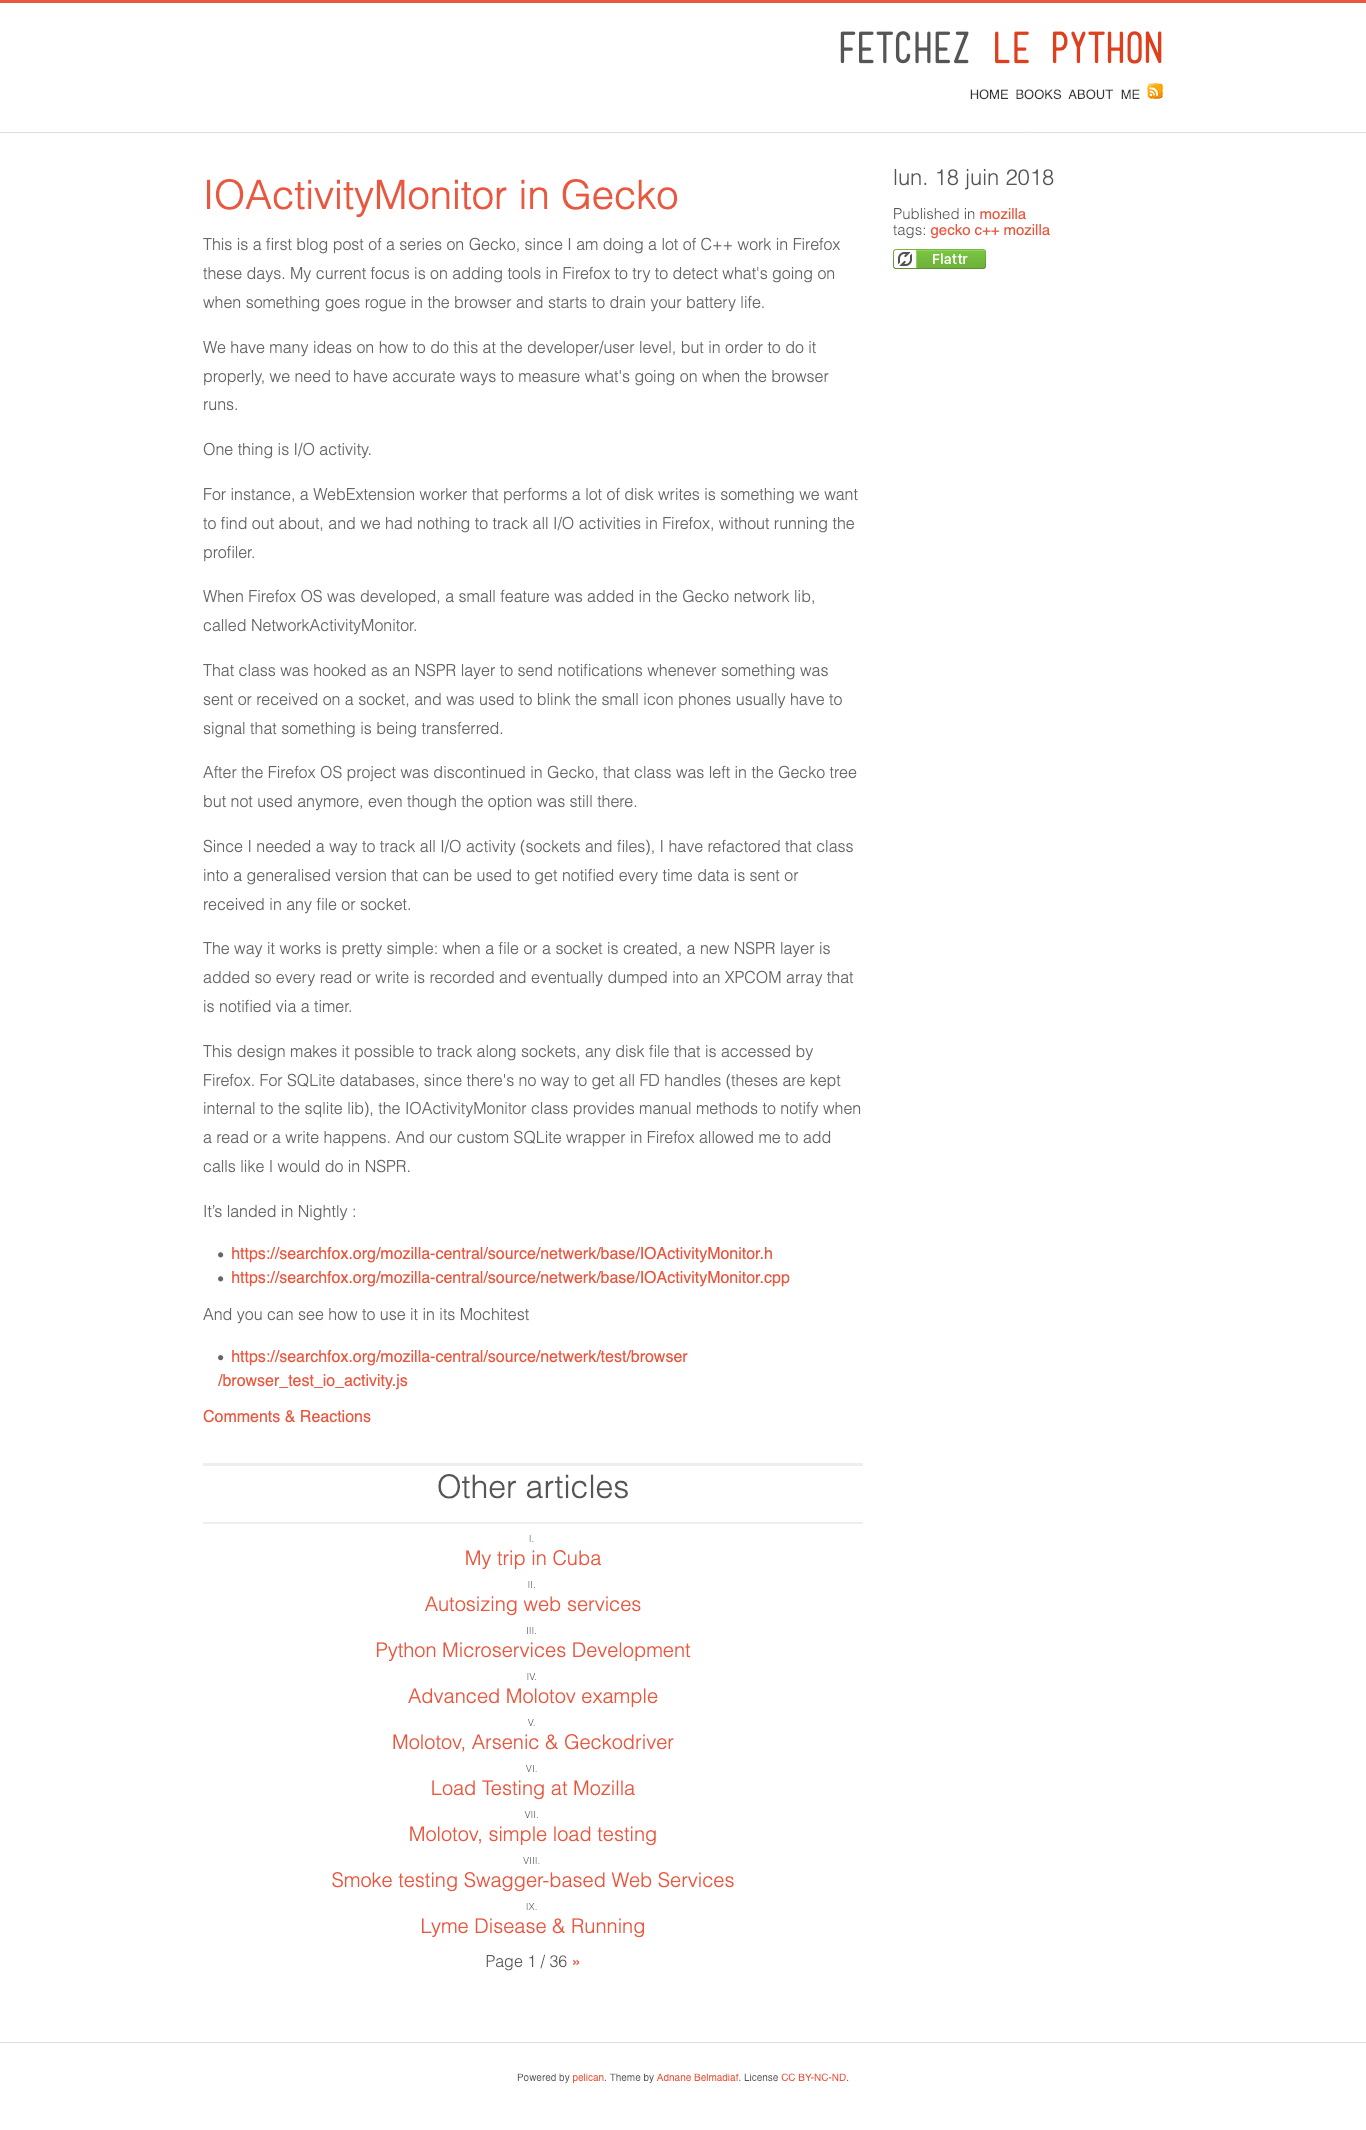 FETCHEZ LE PYTHON
HOME BOOKS ABOUT ME
IOActivityMonitor in Gecko
This is a first blog post of a series on Gecko, since I am doing a lot of C++ work in Firefox
these days. My current focus is on adding tools in Firefox to try to detect what's going on
when something goes rogue in the browser and starts to drain your battery life.
We have many ideas on how to do this at the developer/user level, but in order to do it
properly, we need to have accurate ways to measure what's going on when the browser
runs.
One thing is I/O activity.
For instance, a WebExtension worker that performs a lot of disk writes is something we want
to find out about, and we had nothing to track all I/O activities in Firefox, without running the
profiler.
When Firefox OS was developed, a small feature was added in the Gecko network lib,
called NetworkActivityMonitor.
That class was hooked as an NSPR layer to send notifications whenever something was
sent or received on a socket, and was used to blink the small icon phones usually have to
signal that something is being transferred.
After the Firefox OS project was discontinued in Gecko, that class was left in the Gecko tree
but not used anymore, even though the option was still there.
Since I needed a way to track all I/O activity (sockets and files), I have refactored that class
into a generalised version that can be used to get notified every time data is sent or
received in any file or socket.
The way it works is pretty simple: when a file or a socket is created, a new NSPR layer is
added so every read or write is recorded and eventually dumped into an XPCOM array that
is notified via a timer.
This design makes it possible to track along sockets, any disk file that is accessed by
Firefox. For SQLite databases, since there's no way to get all FD handles (theses are kept
internal to the sqlite lib), the IOActivityMonitor class provides manual methods to notify when
a read or a write happens. And our custom SQLite wrapper in Firefox allowed me to add
calls like I would do in NSPR.
It's landed in Nightly :
• https://searchfox.org/mozilla-central/source/netwerk/base/IOActivityMonitor.h
• https://searchfox.org/mozilla-central/source/netwerk/base/IOActivityMonitor.cpp
And you can see how to use it in its Mochitest
• https://searchfox.org/mozilla-central/source/netwerk/test/browser
/browser_test_io_activity.js
Comments & Reactions
lun. 18 juin 2018
Published in mozilla
tags: gecko c++ mozilla
Flattr
Other articles
I.
My trip in Cuba
II.
Autosizing web services
III.
Python Microservices Development
IV.
Advanced Molotov example
V.
Molotov, Arsenic & Geckodriver
VI.
Load Testing at Mozilla
VII.
Molotov, simple load testing
VIII.
Smoke testing Swagger-based Web Services
IX.
Lyme Disease & Running
Page 1 / 36 »
Powered by pelican. Theme by Adnane Belmadiaf. License CC BY-NC-ND.